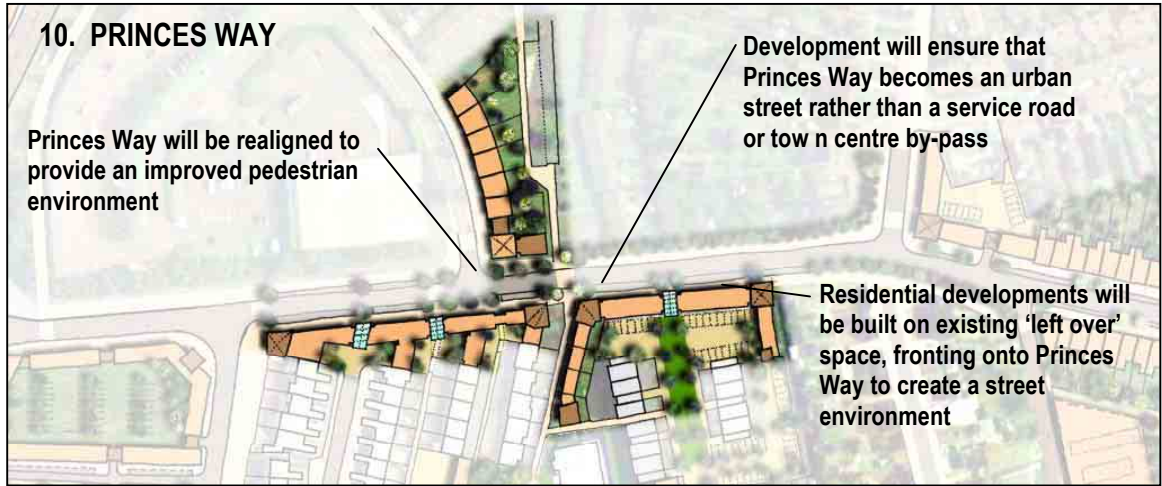 10. PRINCES WAY
Princes Way will be realigned to
provide an improved pedestrian
environment
Development will ensure that
Princes Way becomes an urban
street rather than a service road
or tow n centre by-pass
Residential developments will
be built on existing ‘left over’
space, fronting onto Princes
Way to create a street
environment